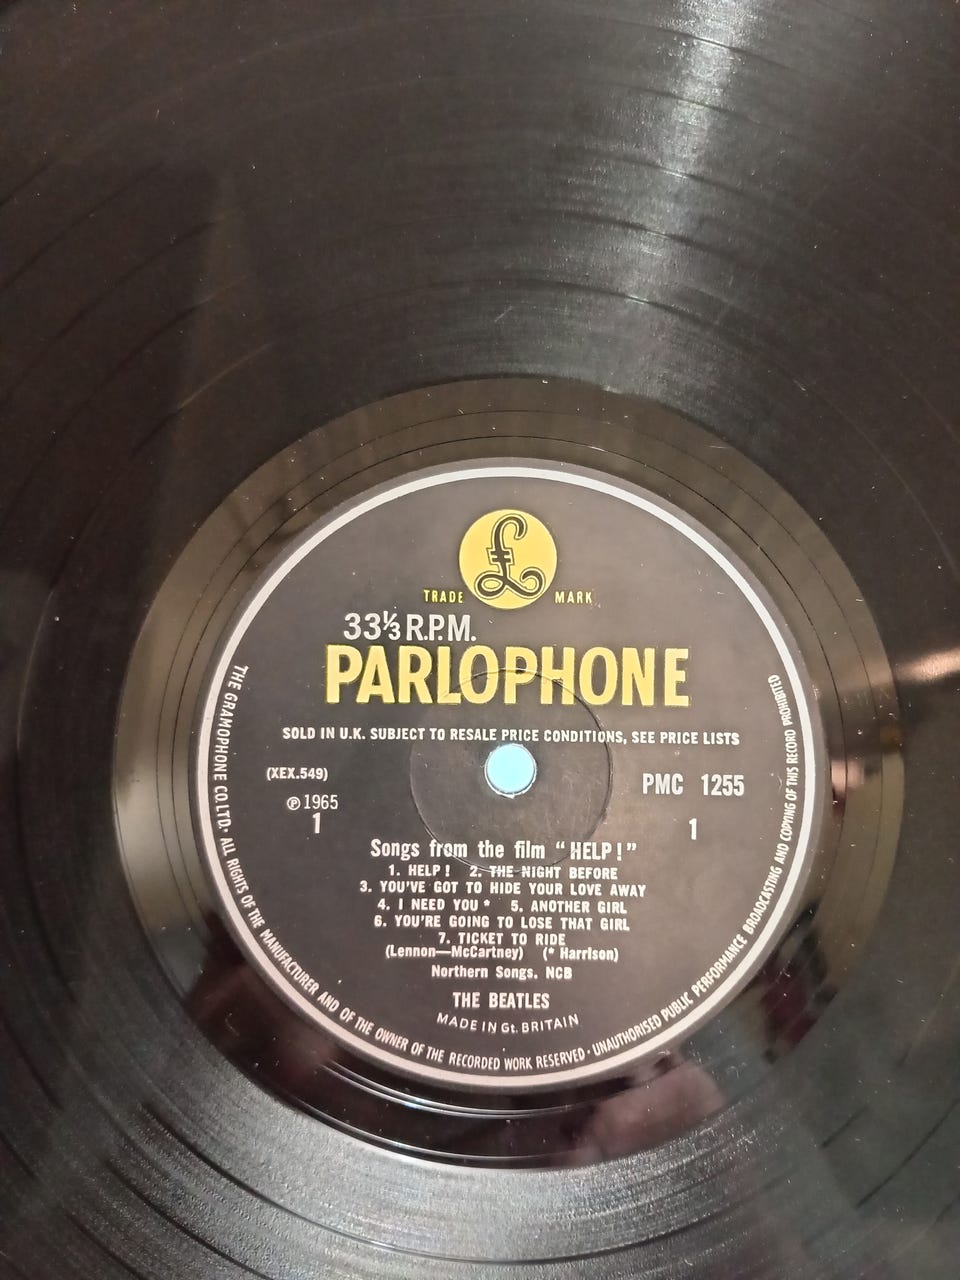 £
TRADE MARK
33⅓ R.P.M.
PARLOPHONE
SOLD IN U.K. SUBJECT TO RESALE PRICE CONDITIONS, SEE PRICE LISTS
(XEX.549)
PMC 1255
℗ 1965
1
1
Songs from the film "HELP!"
1. HELP! 2. THE NIGHT BEFORE
3. YOU'VE GOT TO HIDE YOUR LOVE AWAY
4. I NEED YOU * 5. ANOTHER GIRL
6. YOU'RE GOING TO LOSE THAT GIRL
7. TICKET TO RIDE
(Lennon—McCartney) (* Harrison)
Northern Songs. NCB
THE BEATLES
MADE IN Gt. BRITAIN
THE GRAMOPHONE CO. LTD. · ALL RIGHTS OF THE MANUFACTURER AND OF THE OWNER OF THE RECORDED WORK RESERVED · UNAUTHORISED PUBLIC PERFORMANCE BROADCASTING AND COPYING OF THIS RECORD PROHIBITED